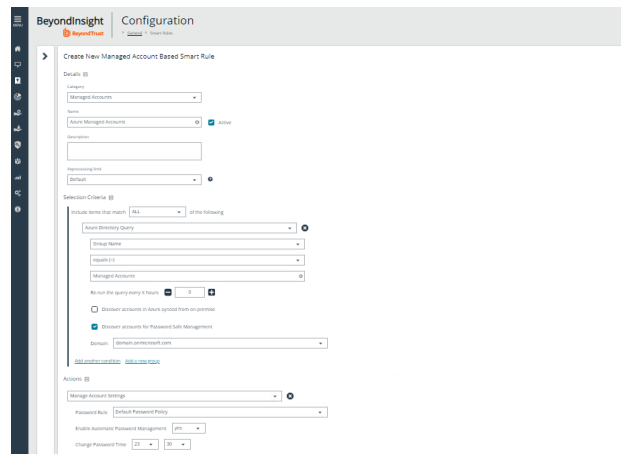 MENU
BeyondInsight
BeyondTrust
Configuration
General
Smart Rules
Create New Managed Account Based Smart Rule
Details
Category
Managed Accounts
Name
Azure Managed Accounts
Active
Description
Reprocessing limit
Default
Selection Criteria
Include items that match ALL of the following
Azure Directory Query
Group Name
equals (=)
Managed Accounts
Re-run the query every X hours 0
Discover accounts in Azure synced from on-premise
Discover accounts for Password Safe Management
Domain domain.onmicrosoft.com
Add another condition Add a new group
Actions
Manage Account Settings
Password Rule Default Password Policy
Enable Automatic Password Management yes
Change Password Time 23 30